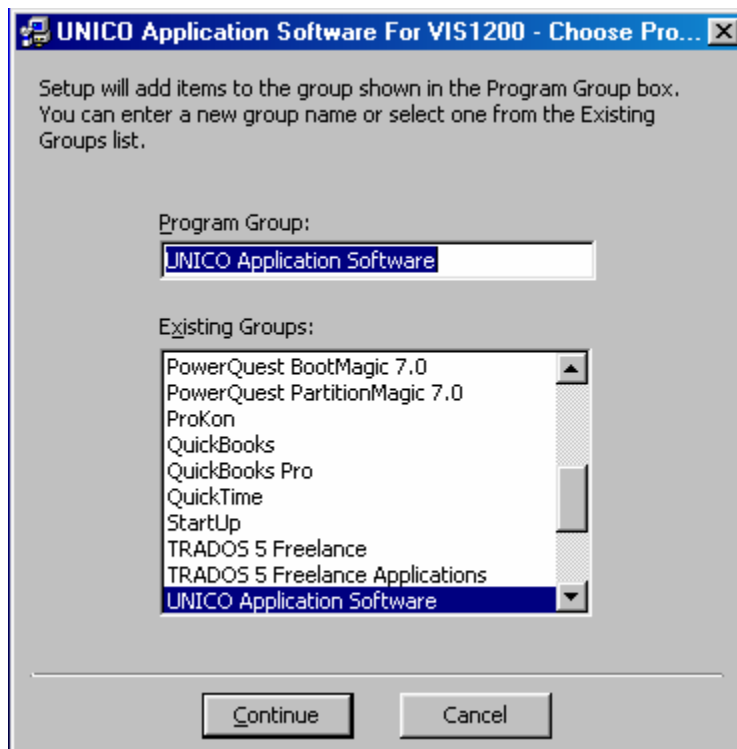 UNICO Application Software For VIS1200 - Choose Pro...
Setup will add items to the group shown in the Program Group box.
You can enter a new group name or select one from the Existing
Groups list.
Program Group:
UNICO Application Software
Existing Groups:
PowerQuest BootMagic 7.0
PowerQuest PartitionMagic 7.0
ProKon
QuickBooks
QuickBooks Pro
QuickTime
StartUp
TRADOS 5 Freelance
TRADOS 5 Freelance Applications
UNICO Application Software
Continue Cancel